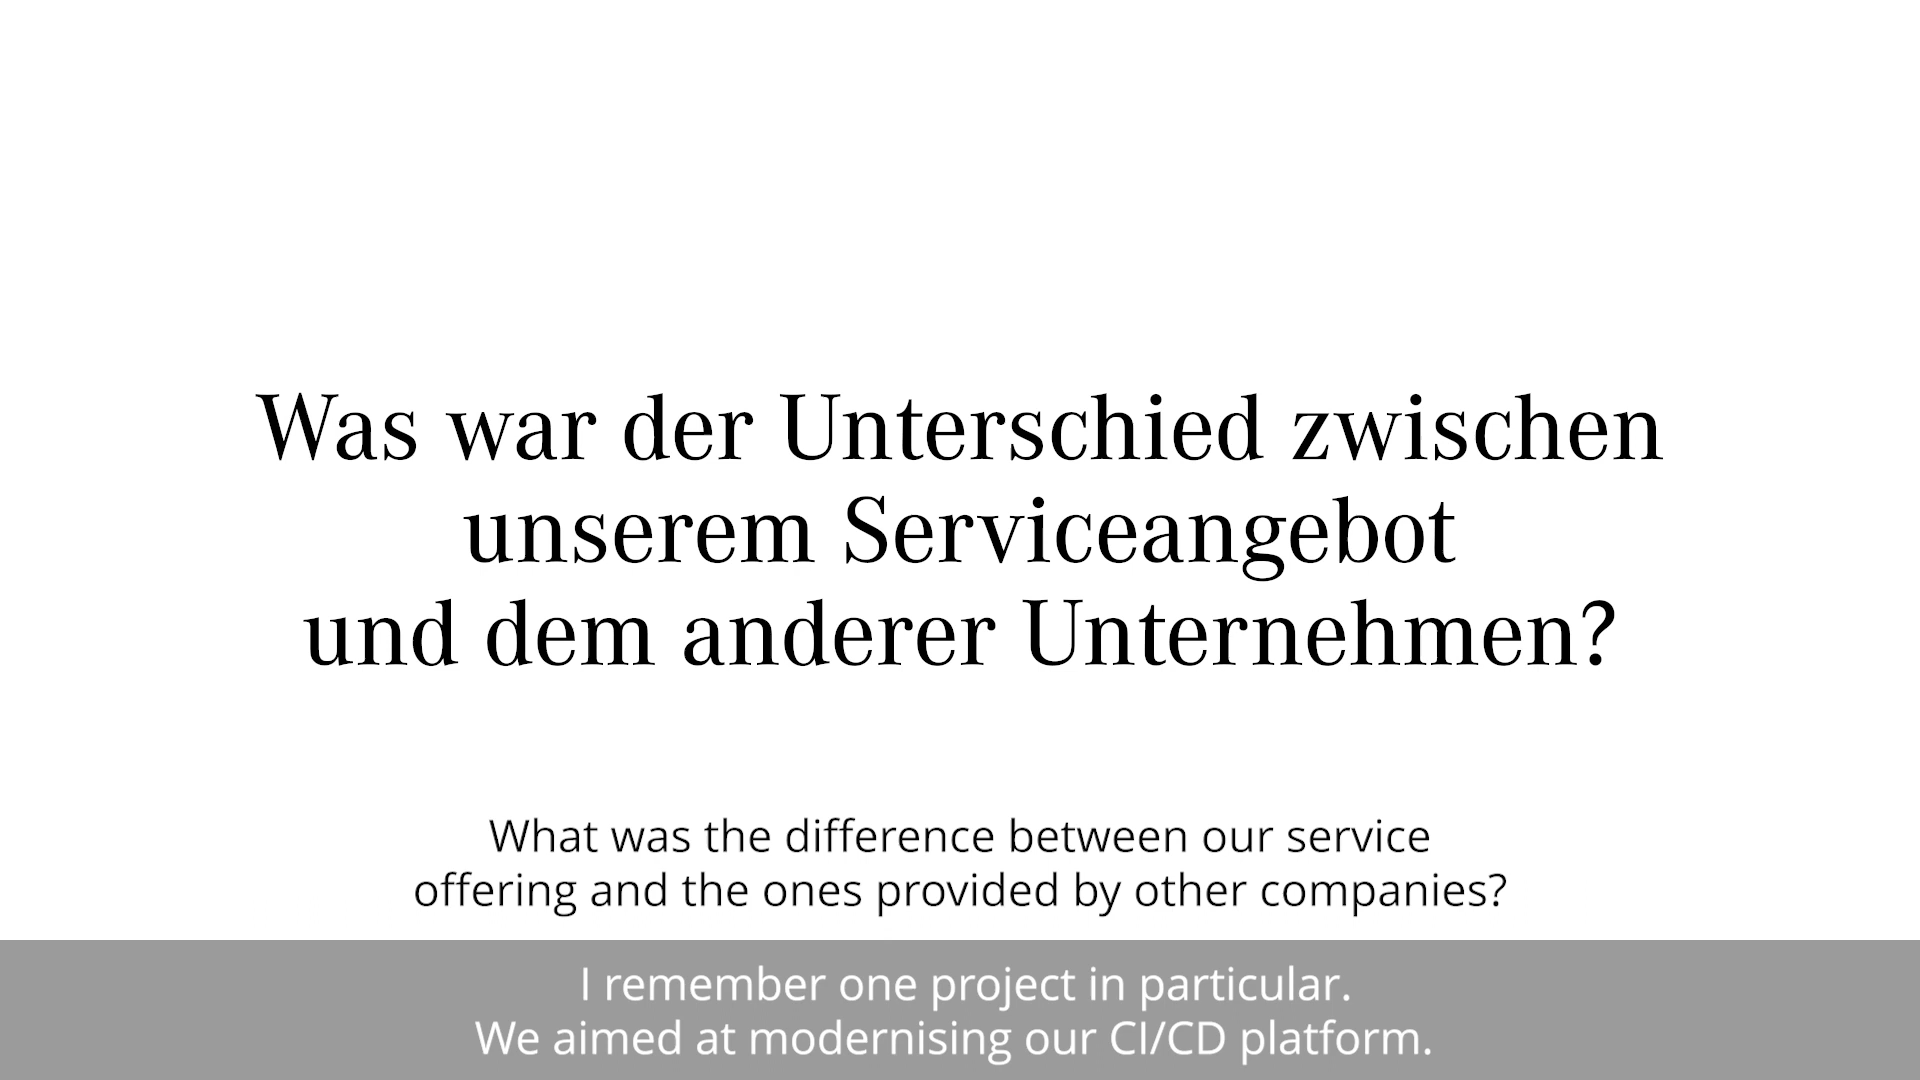 Was war der Unterschied zwischen
unserem Serviceangebot
und dem anderer Unternehmen?
What was the difference between our service
offering and the ones provided by other companies?
I remember one project in particular.
We aimed at modernising our CI/CD platform.